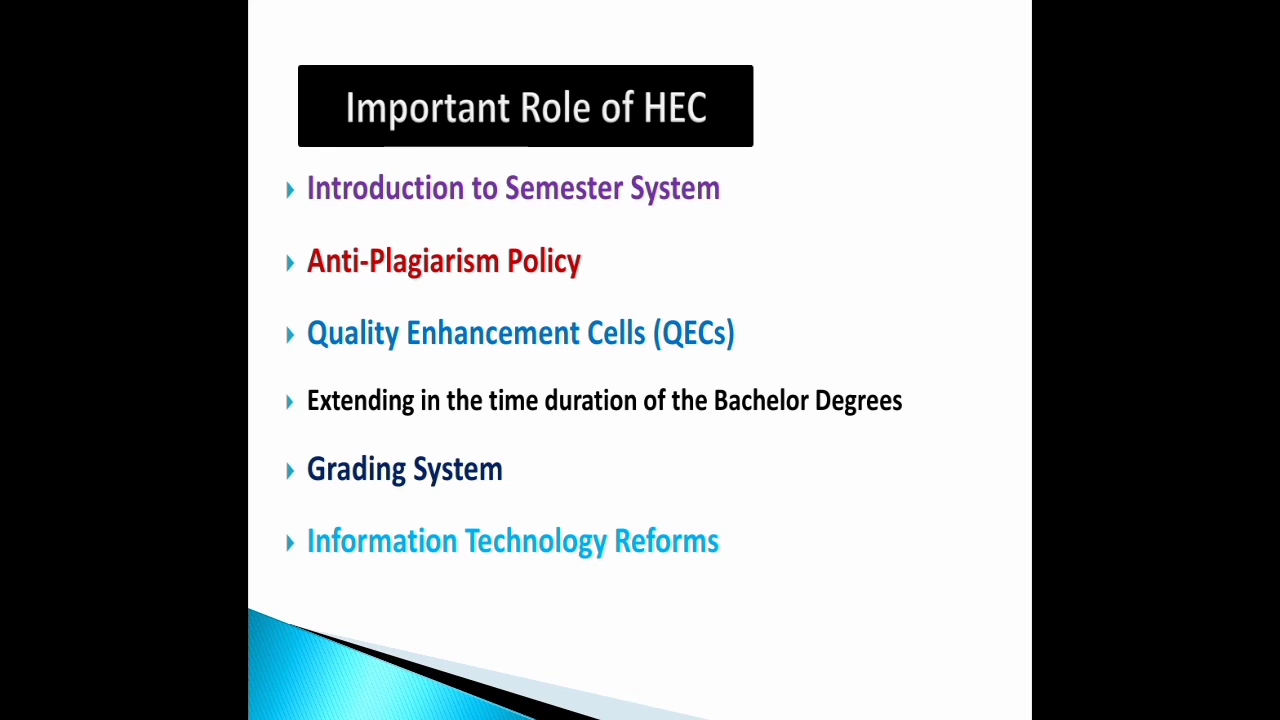 Important Role of HEC
Introduction to Semester System
Anti-Plagiarism Policy
Quality Enhancement Cells (QECs)
Extending in the time duration of the Bachelor Degrees
Grading System
Information Technology Reforms